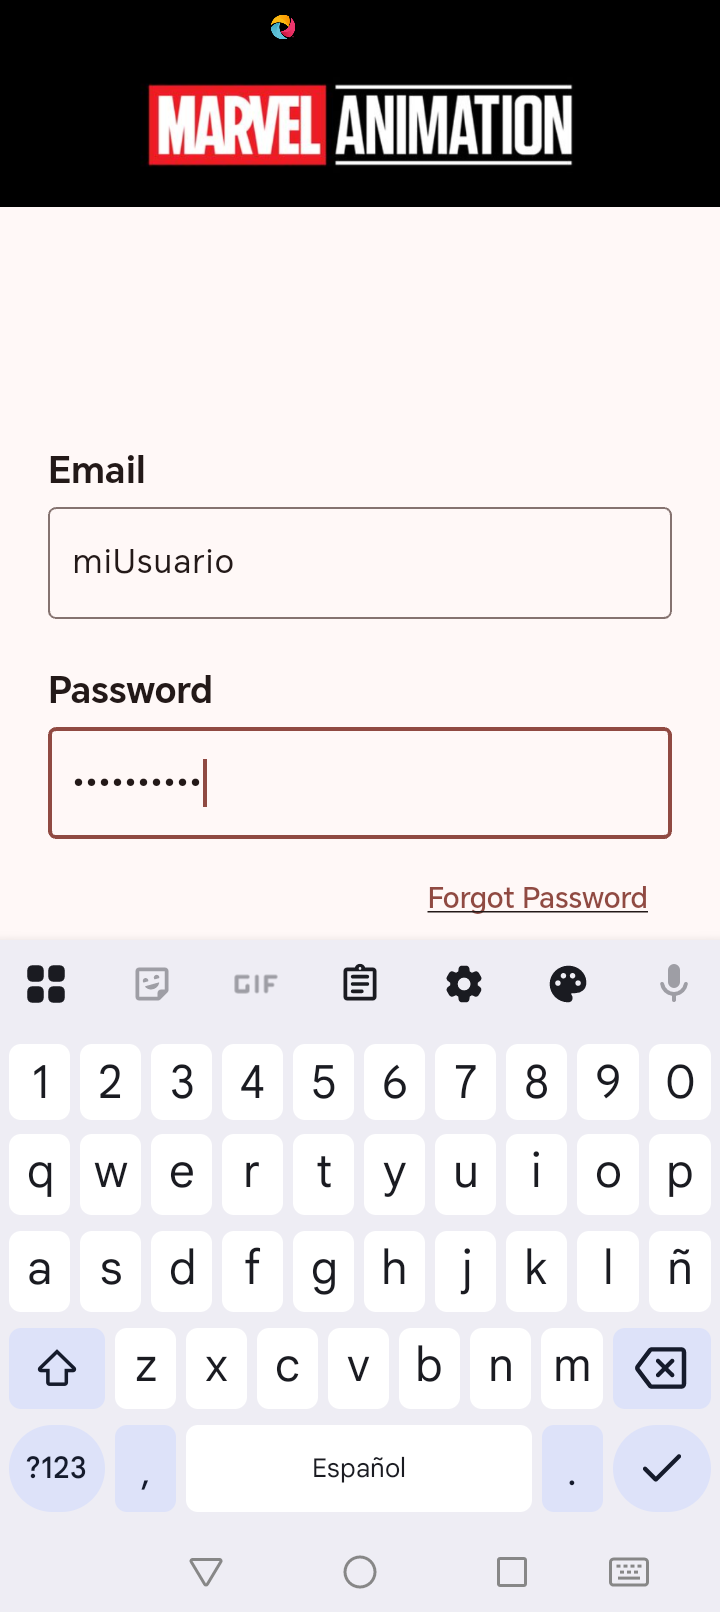 MARVEL ANIMATION
Email
miUsuario
Password
••••••••••
Forgot Password
GIF
1 2 3 4 5 6 7 8 9 0
q w e r t y u i o p
a s d f g h j k l ñ
z x c v b n m
?123 , Español .